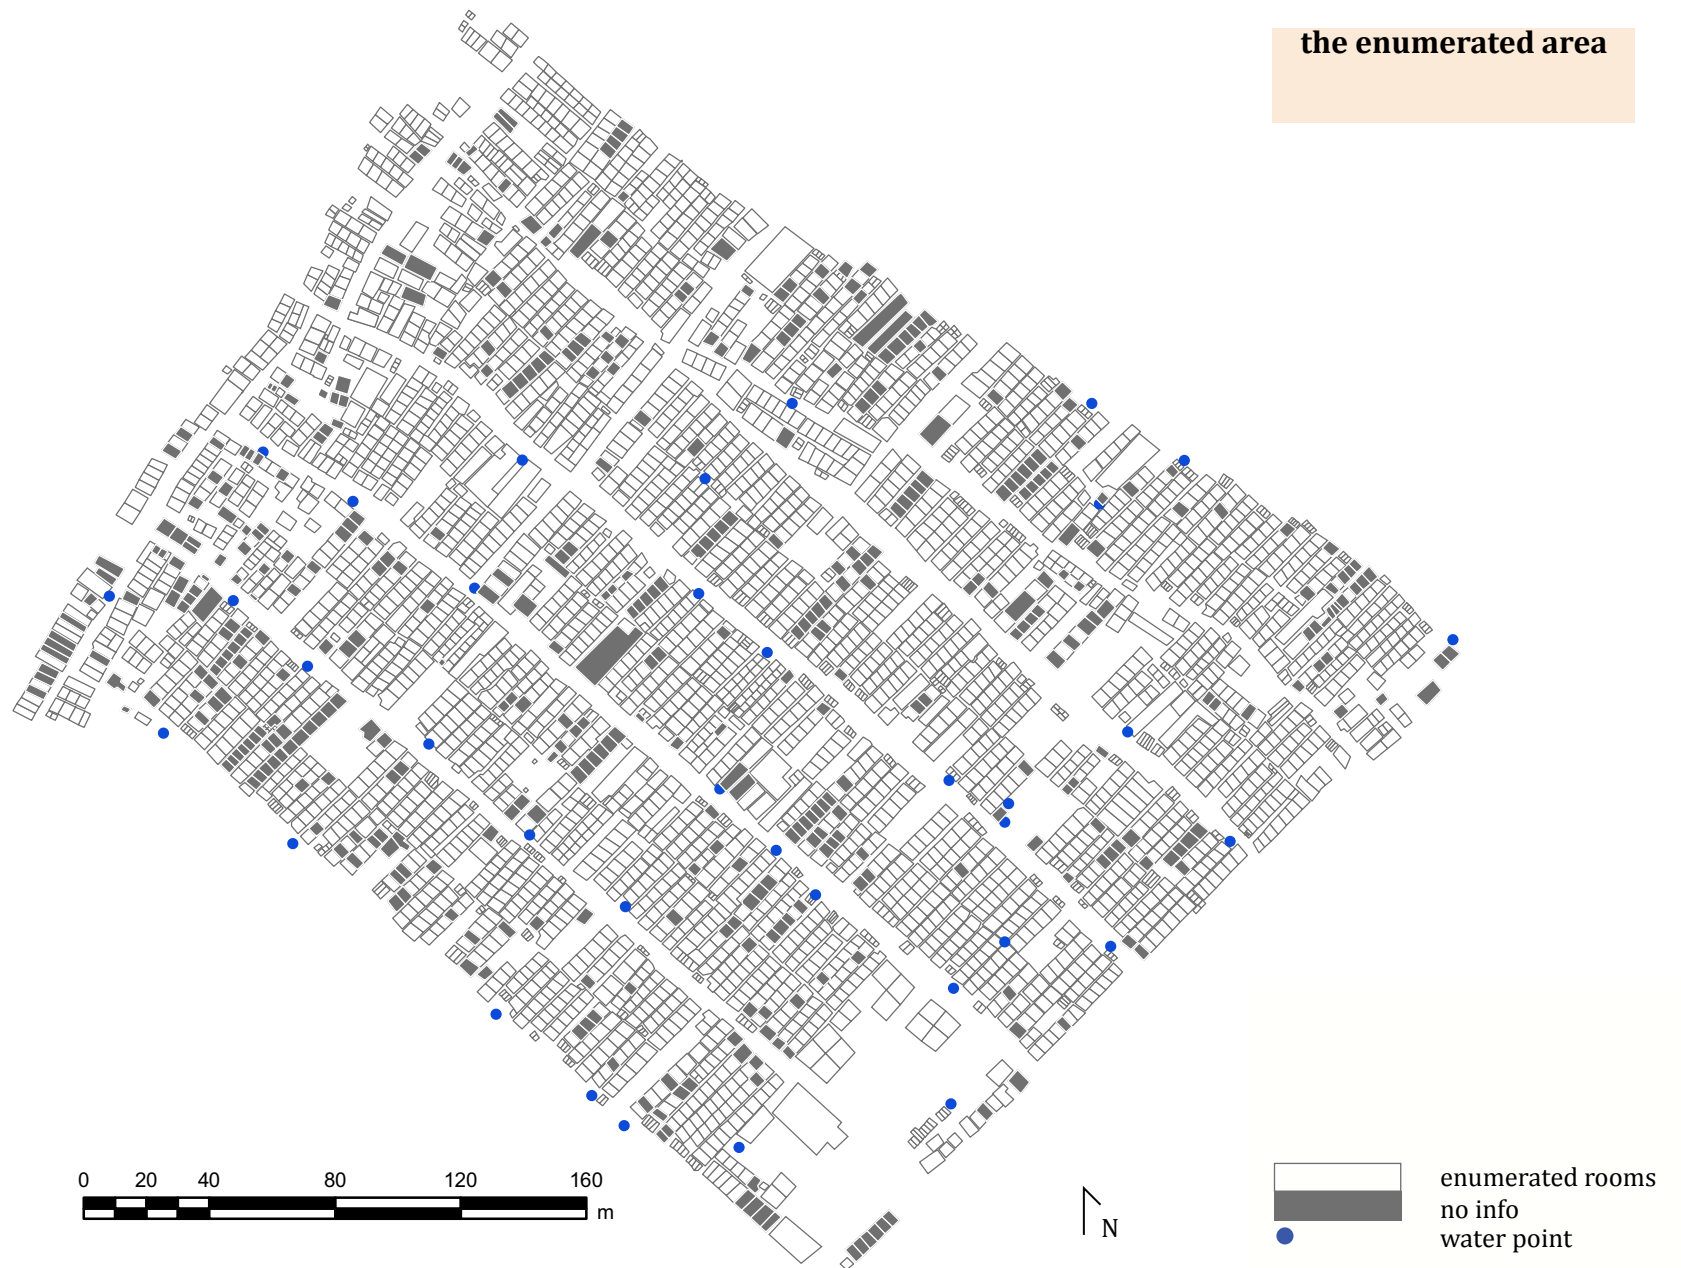 the enumerated area
0 20 40 80 120 160
m
N
enumerated rooms
no info
water point